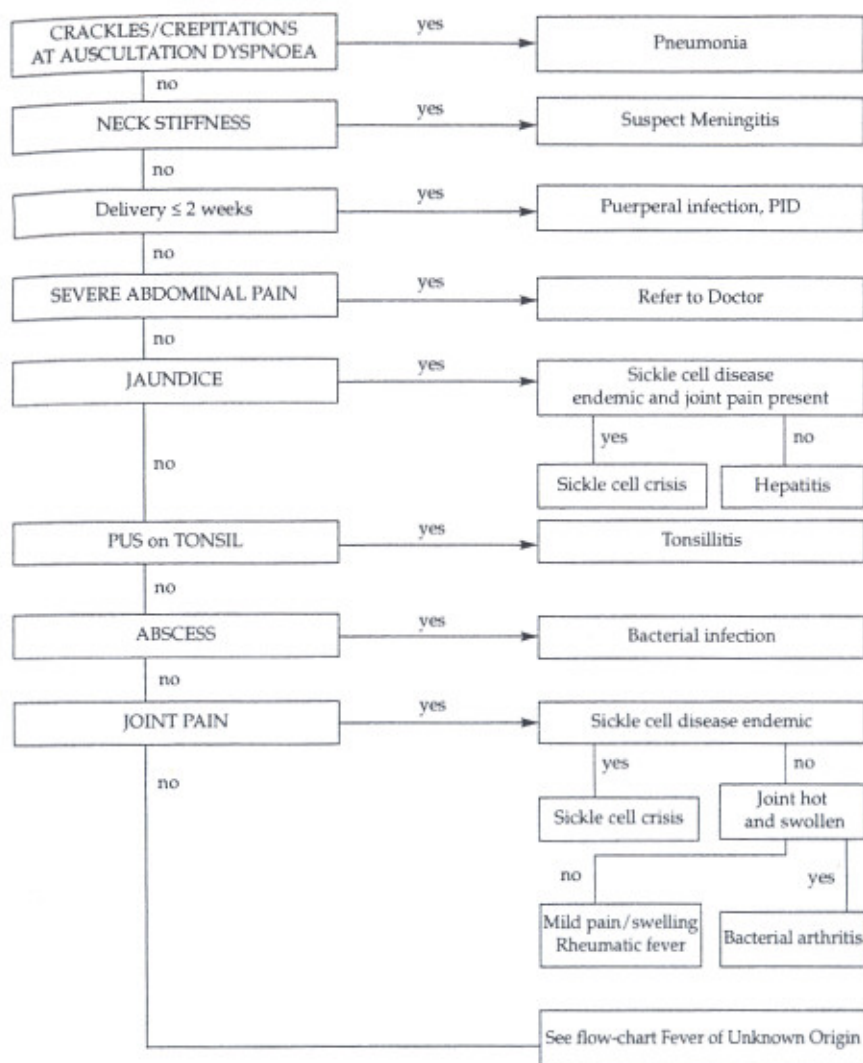 CRACKLES/CREPITATIONS
AT AUSCULTATION DYSPNOEA
yes
Pneumonia
no
NECK STIFFNESS
yes
Suspect Meningitis
no
Delivery ≤ 2 weeks
yes
Puerperal infection, PID
no
SEVERE ABDOMINAL PAIN
yes
Refer to Doctor
no
JAUNDICE
yes
Sickle cell disease
endemic and joint pain present
yes
no
Sickle cell crisis
Hepatitis
no
PUS on TONSIL
yes
Tonsillitis
no
ABSCESS
yes
Bacterial infection
no
JOINT PAIN
yes
Sickle cell disease endemic
yes
no
Sickle cell crisis
Joint hot
and swollen
no
yes
Mild pain/swelling
Rheumatic fever
Bacterial arthritis
no
See flow-chart Fever of Unknown Origin